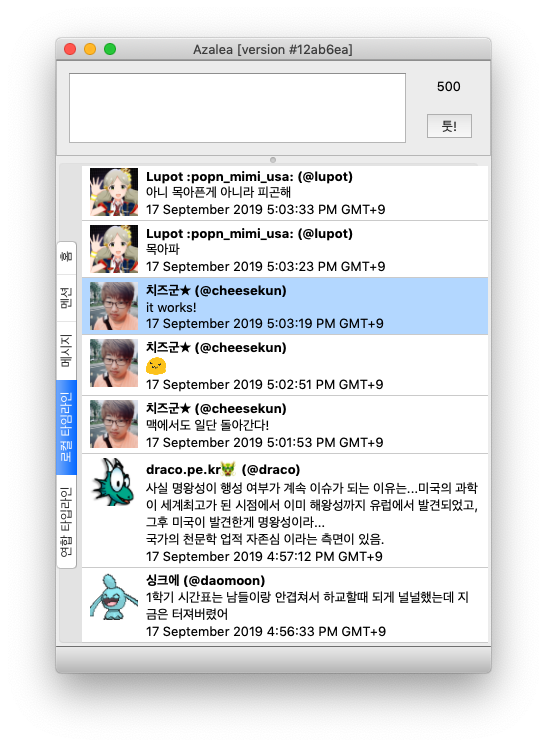 Azalea [version #12ab6ea]
500
툿!
홈
멘션
메시지
로컬 타임라인
연합 타임라인
Lupot :popn_mimi_usa: (@lupot)
아니 목아픈게 아니라 피곤해
17 September 2019 5:03:33 PM GMT+9
Lupot :popn_mimi_usa: (@lupot)
목아파
17 September 2019 5:03:23 PM GMT+9
치즈군★ (@cheesekun)
it works!
17 September 2019 5:03:19 PM GMT+9
치즈군★ (@cheesekun)
17 September 2019 5:02:51 PM GMT+9
치즈군★ (@cheesekun)
맥에서도 일단 돌아간다!
17 September 2019 5:01:53 PM GMT+9
draco.pe.kr🐲 (@draco)
사실 명왕성이 행성 여부가 계속 이슈가 되는 이유는...미국의 과학
이 세계최고가 된 시점에서 이미 해왕성까지 유럽에서 발견되었고,
그후 미국이 발견한게 명왕성이라...
국가의 천문학 업적 자존심 이라는 측면이 있음.
17 September 2019 4:57:12 PM GMT+9
싱크에 (@daomoon)
1학기 시간표는 남들이랑 안겹쳐서 하교할때 되게 널널했는데 지
금은 터져버렸어
17 September 2019 4:56:33 PM GMT+9